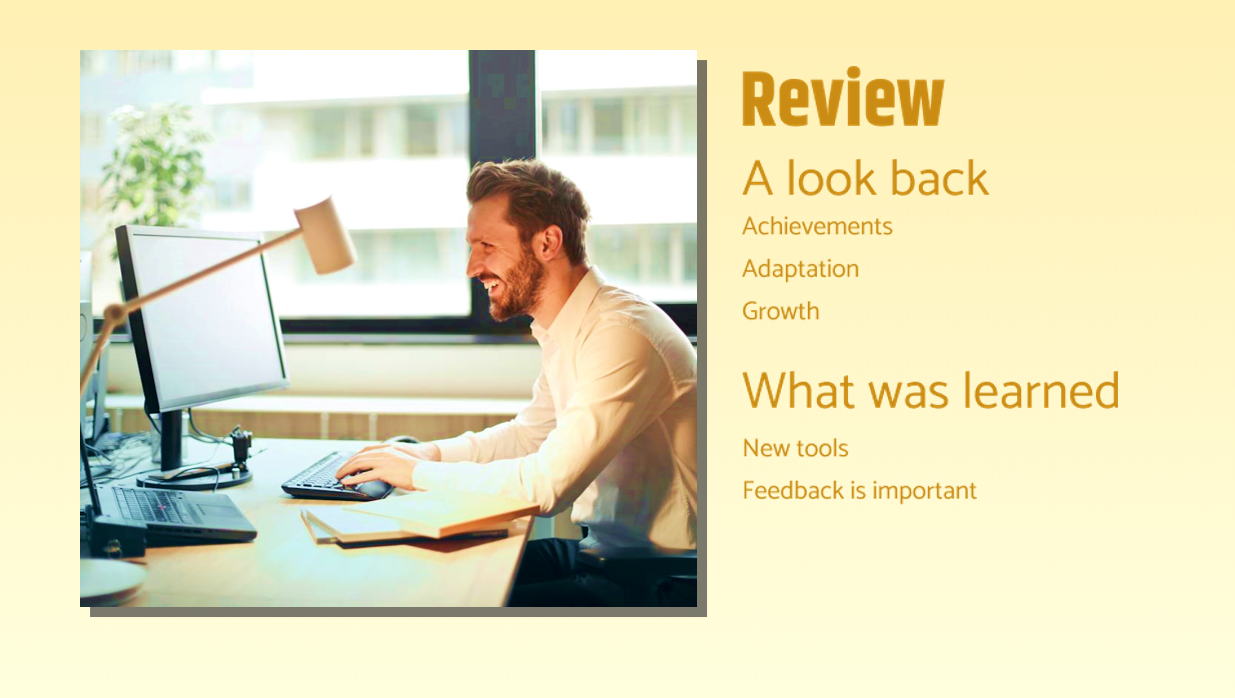 Review
A look back
Achievements
Adaptation
Growth
What was learned
New tools
Feedback is important